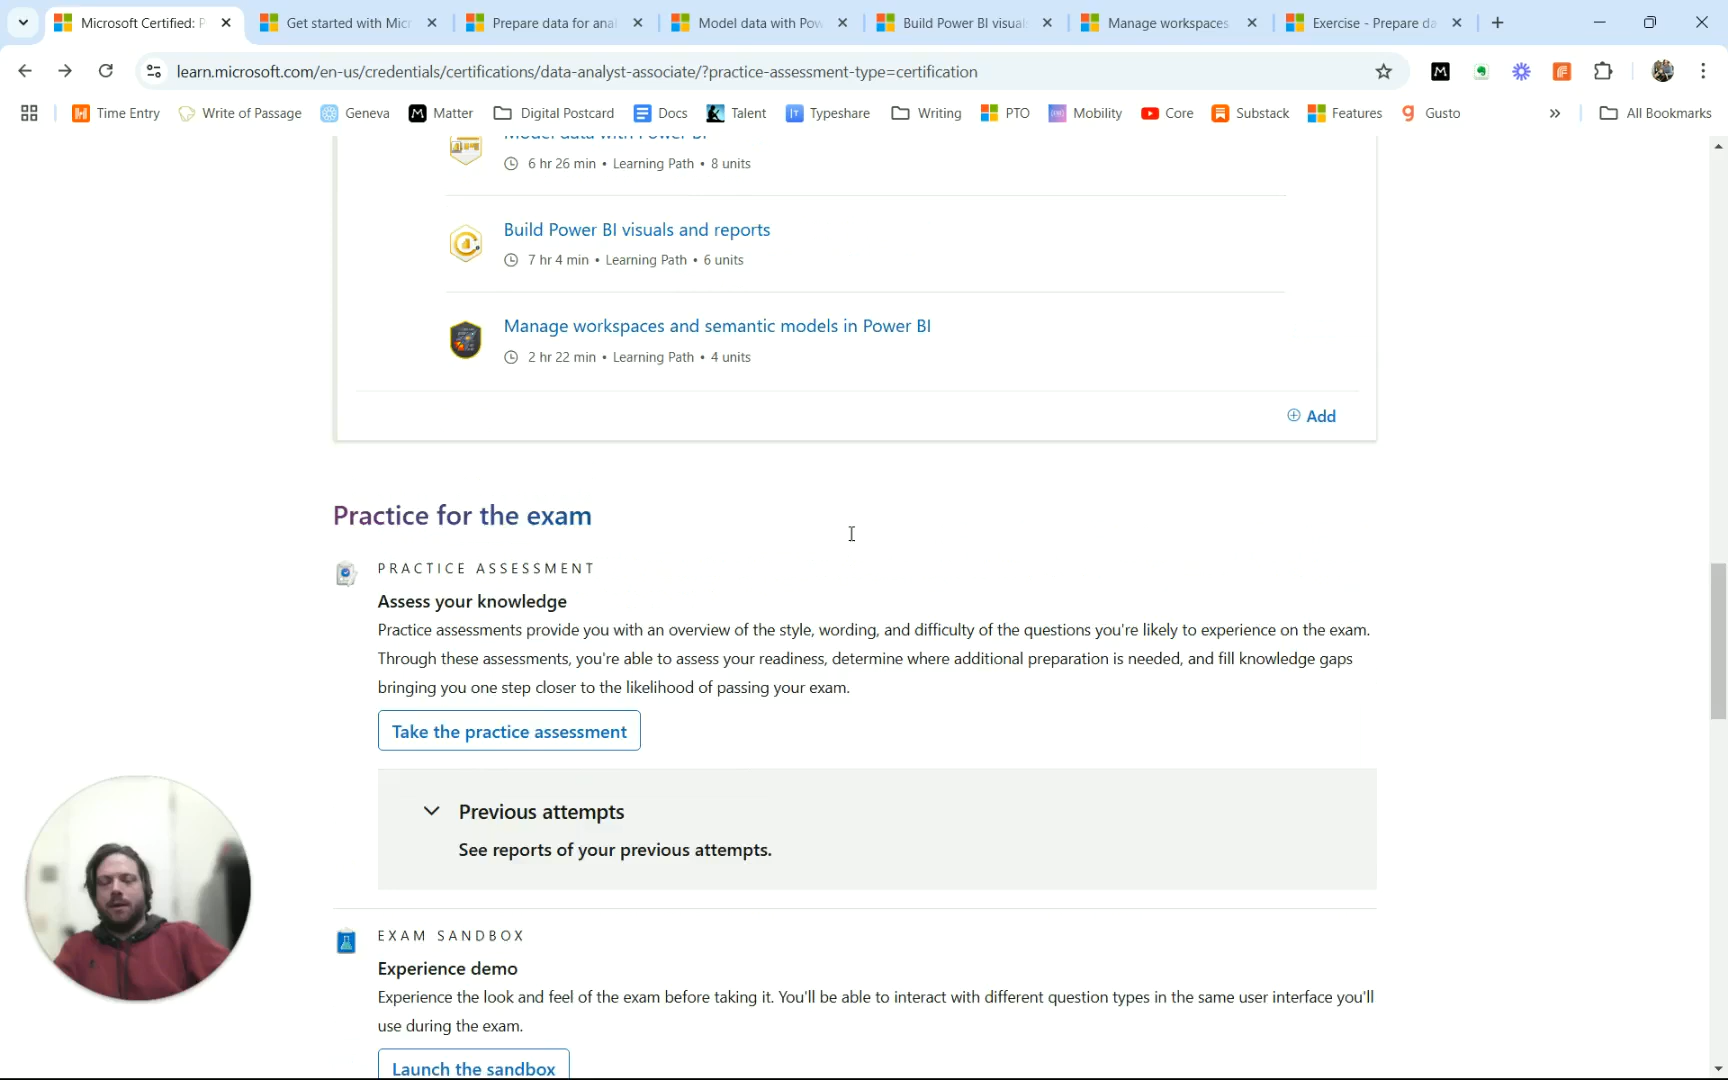 Microsoft Certified: P
Get started with Micr
Prepare data for anal
Model data with Pow
Build Power BI visual
Manage workspaces
Exercise - Prepare da
learn.microsoft.com/en-us/credentials/certifications/data-analyst-associate/?practice-assessment-type=certification
Time Entry
Write of Passage
Geneva
Matter
Digital Postcard
Docs
Talent
Typeshare
Writing
PTO
Mobility
Core
Substack
Features
Gusto
All Bookmarks
Model data with Power BI
6 hr 26 min • Learning Path • 8 units
Build Power BI visuals and reports
7 hr 4 min • Learning Path • 6 units
Manage workspaces and semantic models in Power BI
2 hr 22 min • Learning Path • 4 units
Add
Practice for the exam
PRACTICE ASSESSMENT
Assess your knowledge
Practice assessments provide you with an overview of the style, wording, and difficulty of the questions you're likely to experience on the exam.
Through these assessments, you're able to assess your readiness, determine where additional preparation is needed, and fill knowledge gaps
bringing you one step closer to the likelihood of passing your exam.
Take the practice assessment
Previous attempts
See reports of your previous attempts.
EXAM SANDBOX
Experience demo
Experience the look and feel of the exam before taking it. You'll be able to interact with different question types in the same user interface you'll
use during the exam.
Launch the sandbox